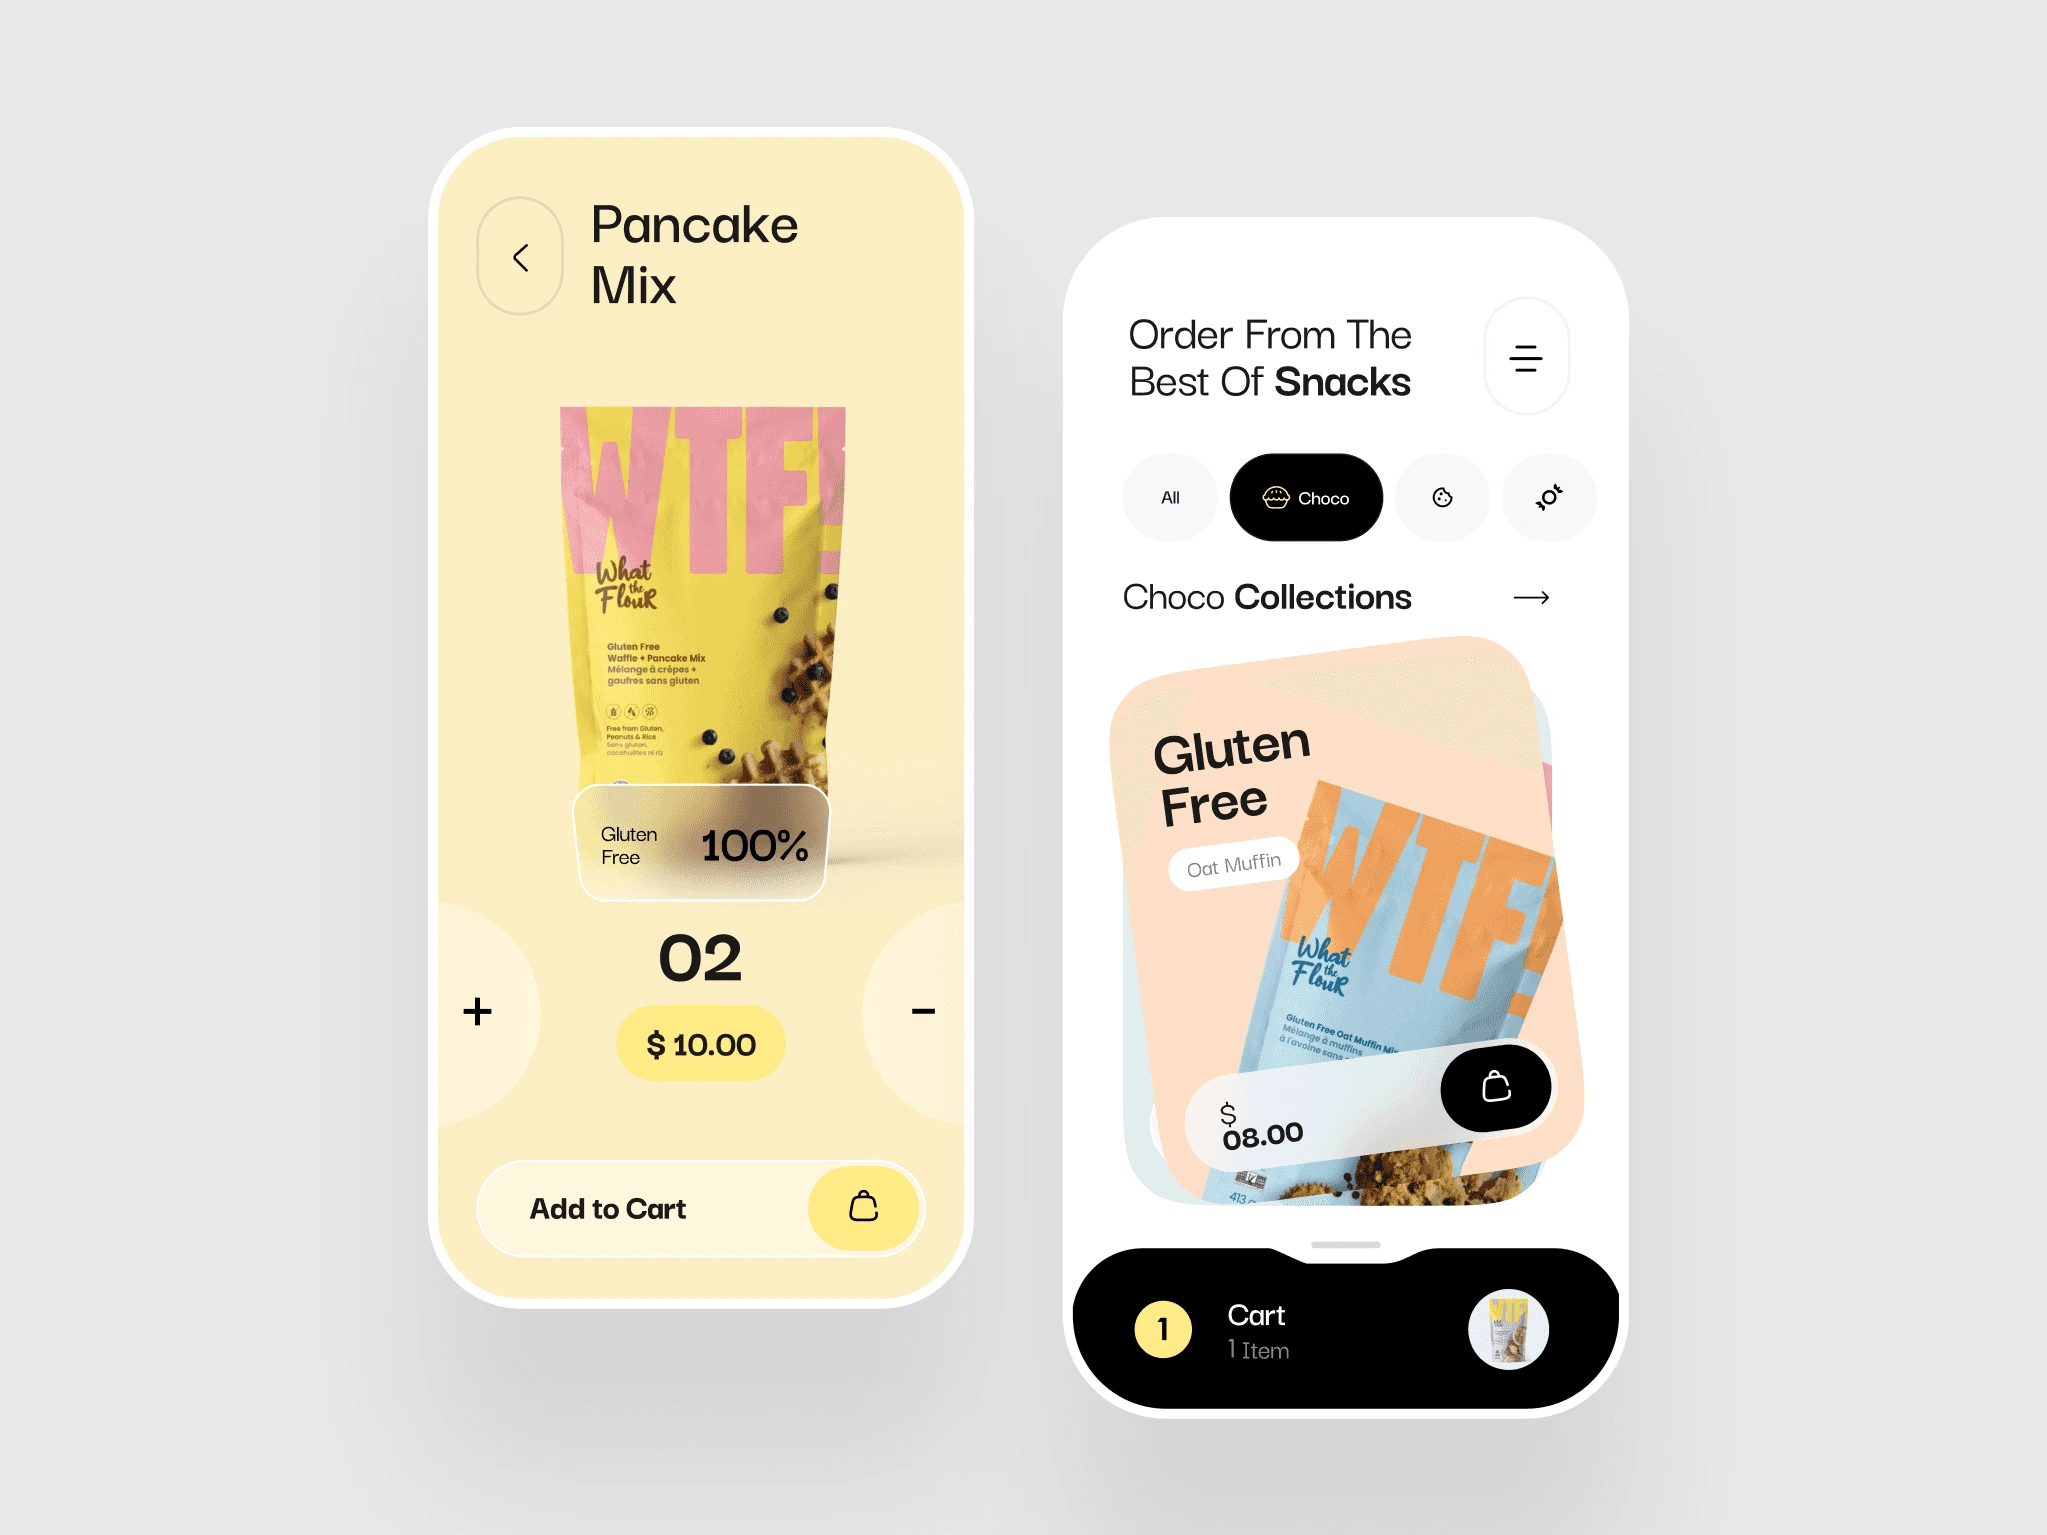 Pancake
Mix
WTF!
What
the
Flour
Gluten Free
Waffle + Pancake Mix
Mélange à crêpes +
gaufres sans gluten
Free from Gluten,
Peanuts & Rice
Sans gluten,
cacahuètes ni riz
Gluten
Free
100%
02
+
−
$ 10.00
Add to Cart
Order From The
Best Of Snacks
All
Choco
Choco Collections
Gluten
Free
Oat Muffin
WTF!
What
the
Flour
Gluten Free Oat Muffin Mix
Mélange à muffins
à l'avoine sans
$
08.00
413
1
Cart
1 Item
WTF